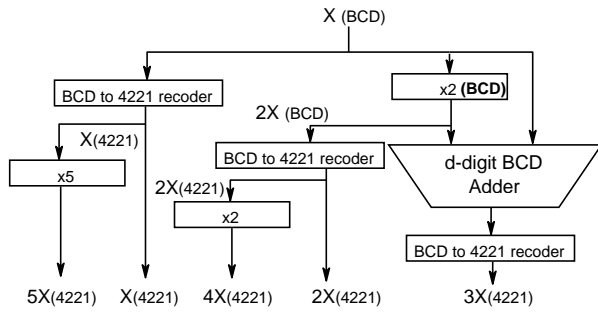 X (BCD)
BCD to 4221 recoder
x2 (BCD)
2X (BCD)
X(4221)
BCD to 4221 recoder
d-digit BCD
Adder
x5
2X(4221)
x2
BCD to 4221 recoder
5X(4221)
X(4221)
4X(4221)
2X(4221)
3X(4221)